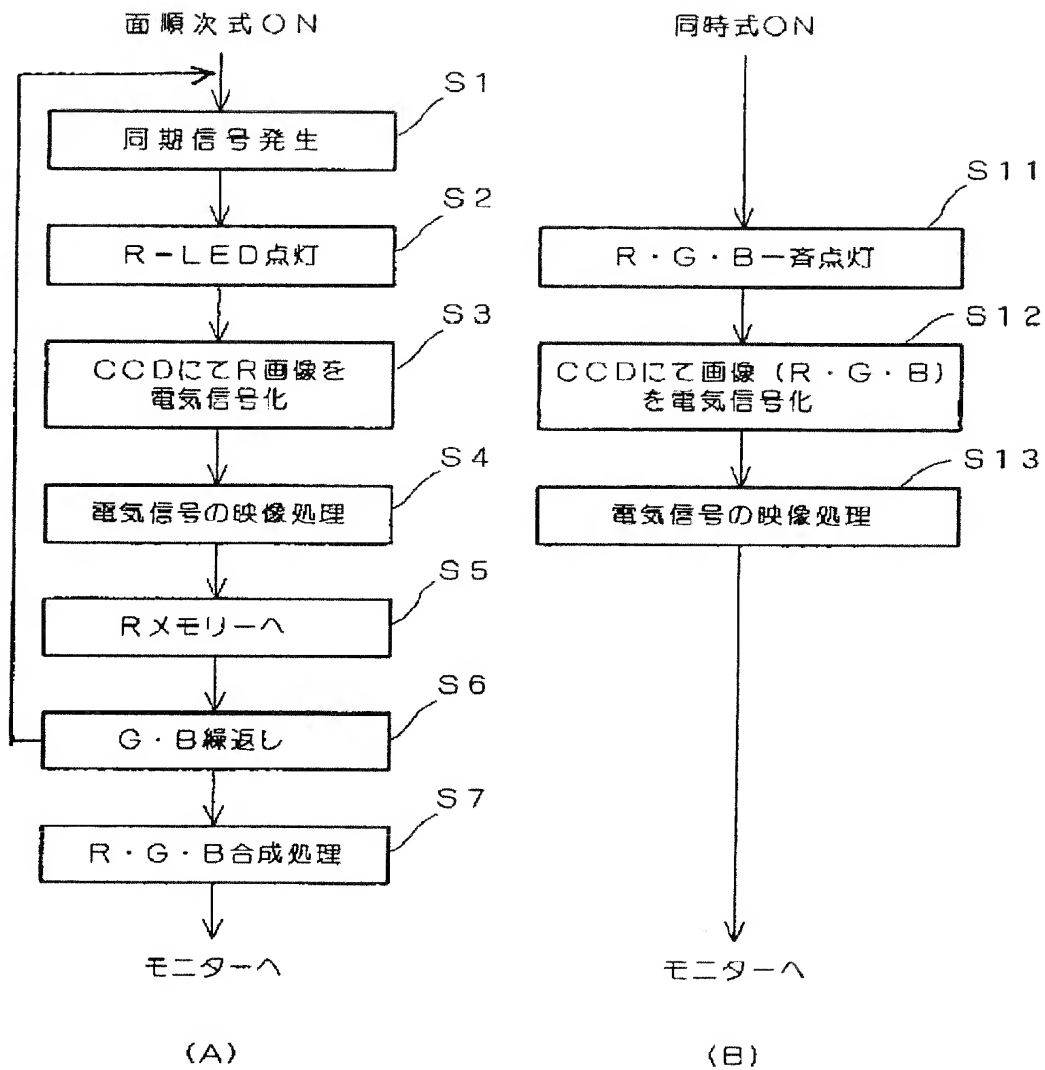 面順次式ON
S1
同期信号発生
S2
R-LED点灯
S3
CCDにてR画像を
電気信号化
S4
電気信号の映像処理
S5
Rメモリーへ
S6
G・B繰返し
S7
R・G・B合成処理
モニターへ
(A)
同時式ON
S11
R・G・B一斉点灯
S12
CCDにて画像(R・G・B)
を電気信号化
S13
電気信号の映像処理
モニターへ
(B)